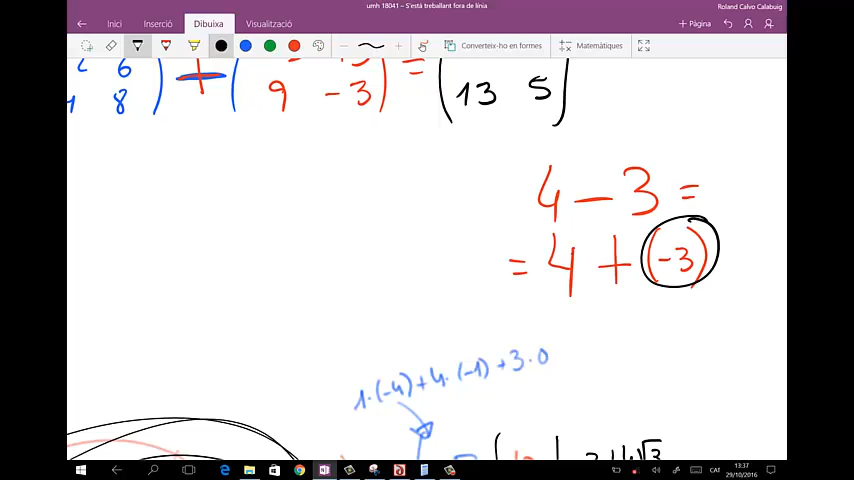 Roland Calvo Calabuig
umh 18041 – S'està treballant fora de línia
Inici Inserció Dibuixa Visualització + Pàgina
Converteix-ho en formes Matemàtiques
6
8 + ( 9 -3 ) = ( 13 5 )
4 - 3 =
= 4 + (-3)
1·(-4)+4·(-1)+3·0
CAT 13:37
29/10/2016